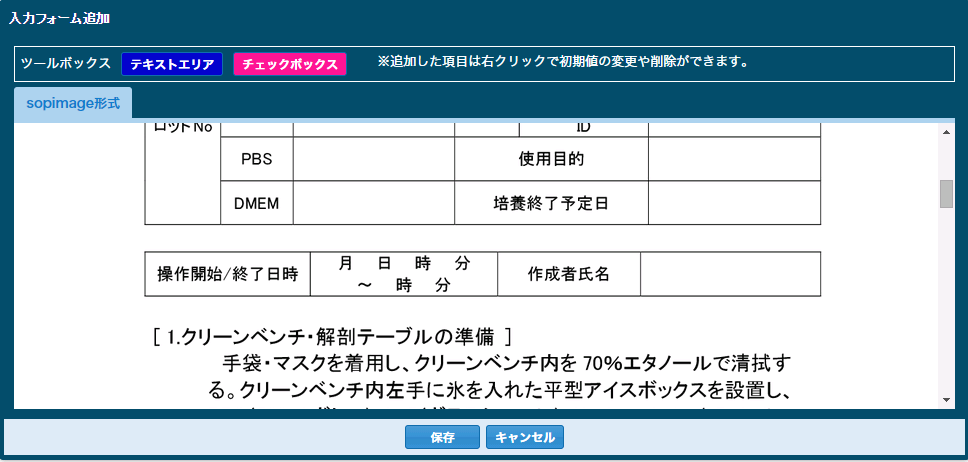 入力フォーム追加
ツールボックス テキストエリア チェックボックス ※追加した項目は右クリックで初期値の変更や削除ができます。
sopimage形式
ロットNo ID
PBS 使用目的
DMEM 培養終了予定日
操作開始/終了日時 月 日 時 分 作成者氏名
～ 時 分
[ 1.クリーンベンチ・解剖テーブルの準備 ]
手袋・マスクを着用し、クリーンベンチ内を 70%エタノールで清拭す
る。クリーンベンチ内左手に氷を入れた平型アイスボックスを設置し、
保存 キャンセル